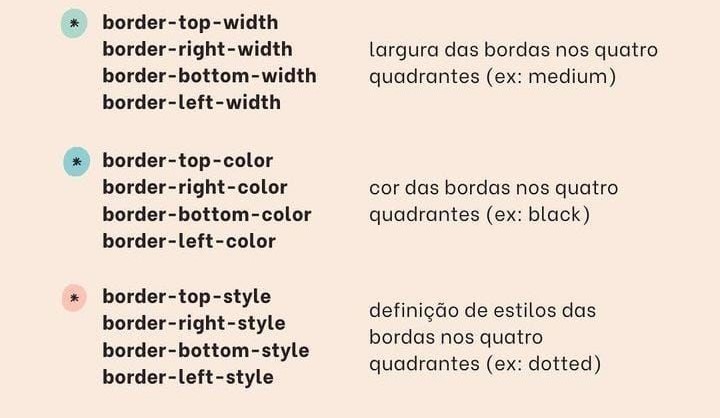 * border-top-width
border-right-width
border-bottom-width
border-left-width
largura das bordas nos quatro
quadrantes (ex: medium)
* border-top-color
border-right-color
border-bottom-color
border-left-color
cor das bordas nos quatro
quadrantes (ex: black)
* border-top-style
border-right-style
border-bottom-style
border-left-style
definição de estilos das
bordas nos quatro
quadrantes (ex: dotted)